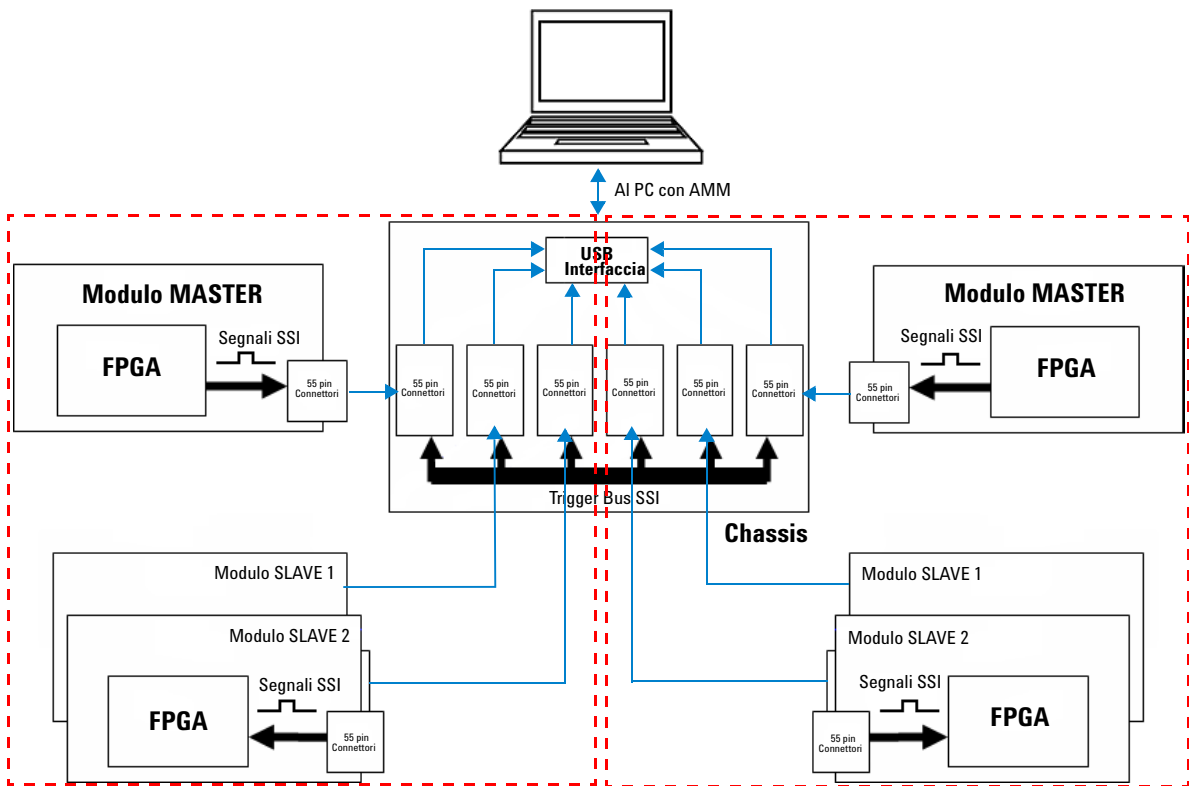 Al PC con AMM
USB
Interfaccia
Modulo MASTER
Segnali SSI
FPGA
55 pin
Connettori
55 pin
Connettori
55 pin
Connettori
55 pin
Connettori
55 pin
Connettori
55 pin
Connettori
55 pin
Connettori
Trigger Bus SSI
Chassis
Modulo MASTER
Segnali SSI
FPGA
55 pin
Connettori
Modulo SLAVE 1
Modulo SLAVE 2
Segnali SSI
FPGA
55 pin
Connettori
Modulo SLAVE 1
Modulo SLAVE 2
Segnali SSI
FPGA
55 pin
Connettori